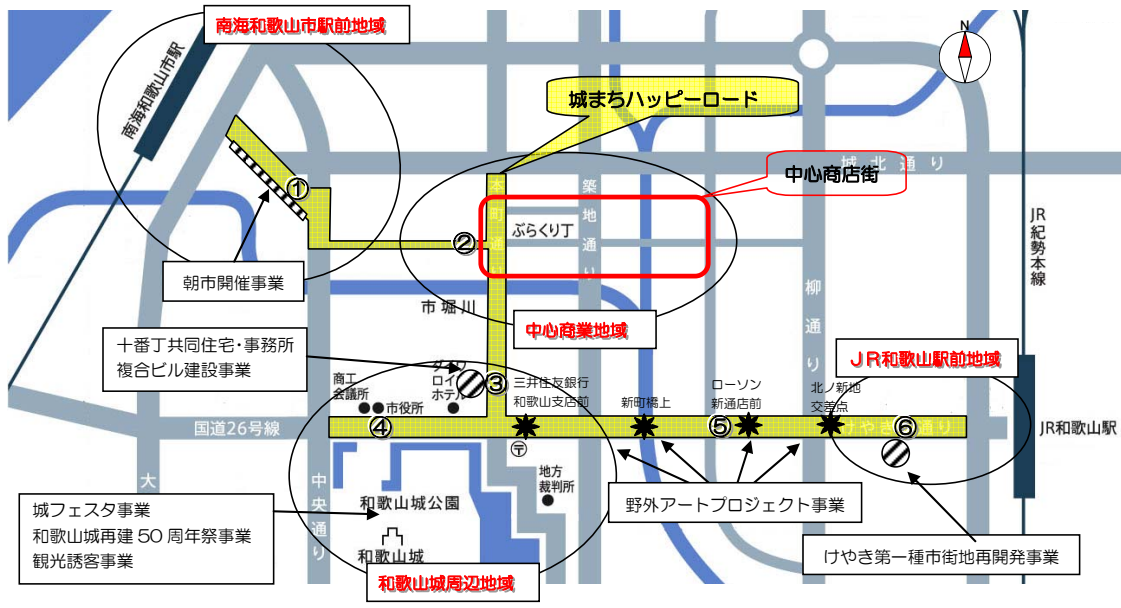 南海和歌山市駅前地域
N
南海和歌山市駅
城まちハッピーロード
城北通り
中心商店街
①
本町通り
築地通り
ぶらくり丁
②
JR紀勢本線
朝市開催事業
柳通り
市堀川
中心商業地域
十番丁共同住宅・事務所
複合ビル建設事業
JR和歌山駅前地域
商工
会議所
ダイワ
ロイ
ホテル
③
三井住友銀行
和歌山支店前
新町橋上
ローソン
新通店前
北ノ新地
交差点
市役所
国道26号線
④
⑤
けやき通り
⑥
JR和歌山駅
〒
大
中央通り
地方
裁判所
城フェスタ事業
和歌山城再建50周年祭事業
観光誘客事業
和歌山城公園
和歌山城
野外アートプロジェクト事業
けやき第一種市街地再開発事業
和歌山城周辺地域